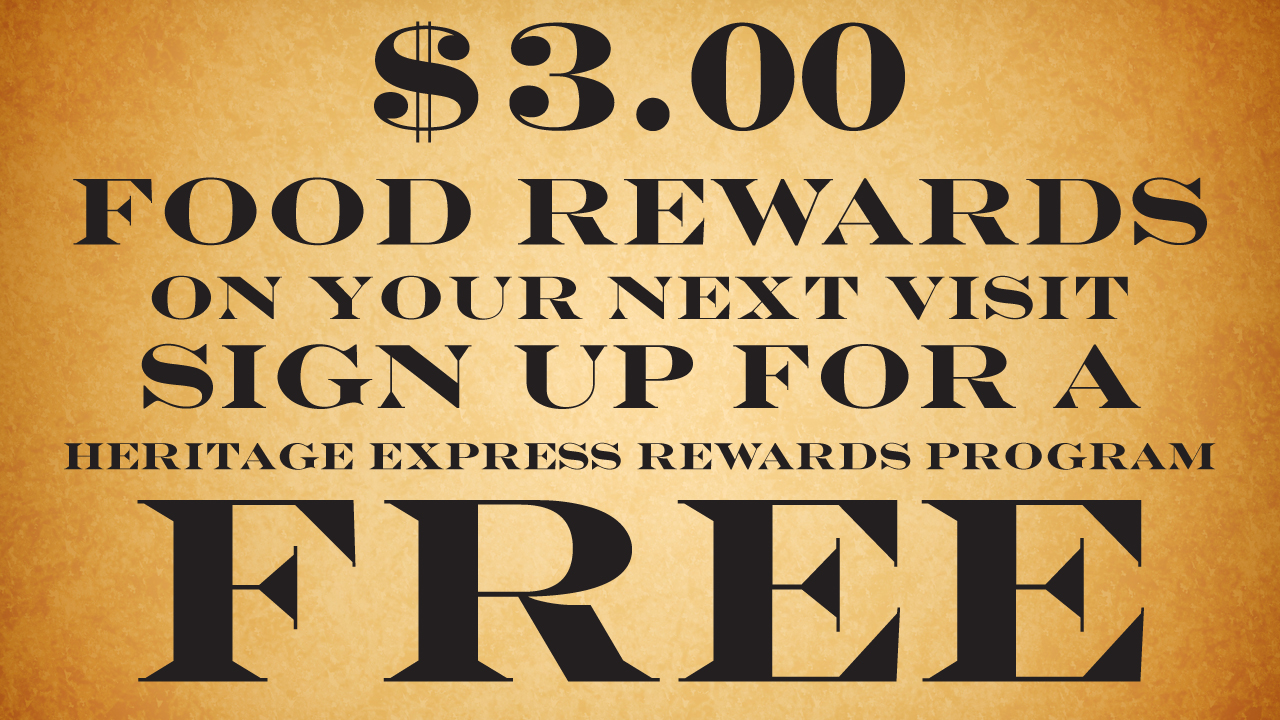 $3.00
FOOD REWARDS
ON YOUR NEXT VISIT
SIGN UP FOR A
HERITAGE EXPRESS REWARDS PROGRAM
FREE